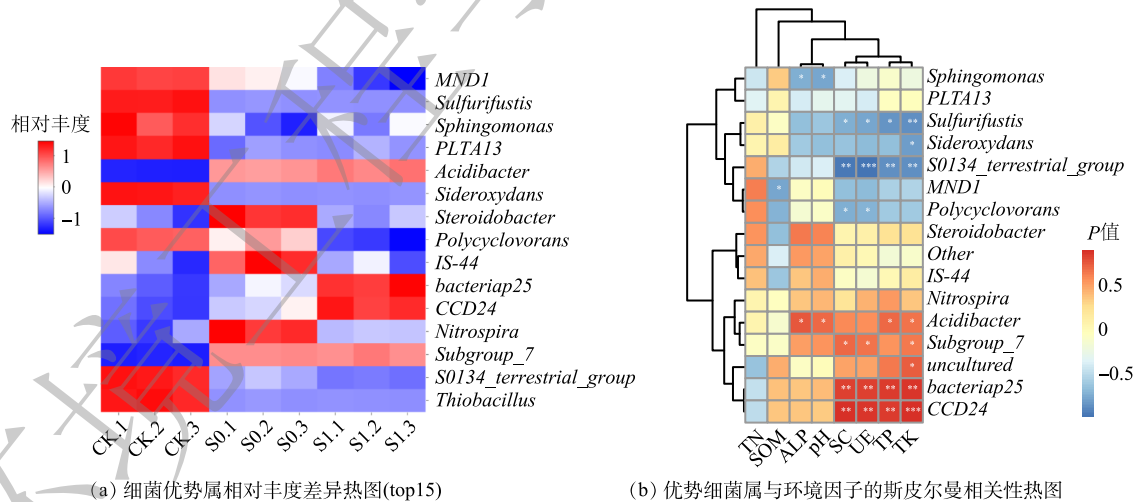 相对丰度
1
0
−1
MND1
Sulfurifustis
Sphingomonas
PLTA13
Acidibacter
Sideroxydans
Steroidobacter
Polycyclovorans
IS-44
bacteriap25
CCD24
Nitrospira
Subgroup_7
S0134_terrestrial_group
Thiobacillus
CK.1 CK.2 CK.3 S0.1 S0.2 S0.3 S1.1 S1.2 S1.3
(a) 细菌优势属相对丰度差异热图(top15)
* * Sphingomonas
PLTA13
* * * ** Sulfurifustis
* Sideroxydans
** *** ** ** S0134_terrestrial_group
* MND1
* * Polycyclovorans
Steroidobacter
Other
IS-44
Nitrospira
* * * * Acidibacter
* * * Subgroup_7
* uncultured
** ** ** ** bacteriap25
** ** ** *** CCD24
TN SOM ALP pH SC UE TP TK
P值
0.5
0
−0.5
(b) 优势细菌属与环境因子的斯皮尔曼相关性热图